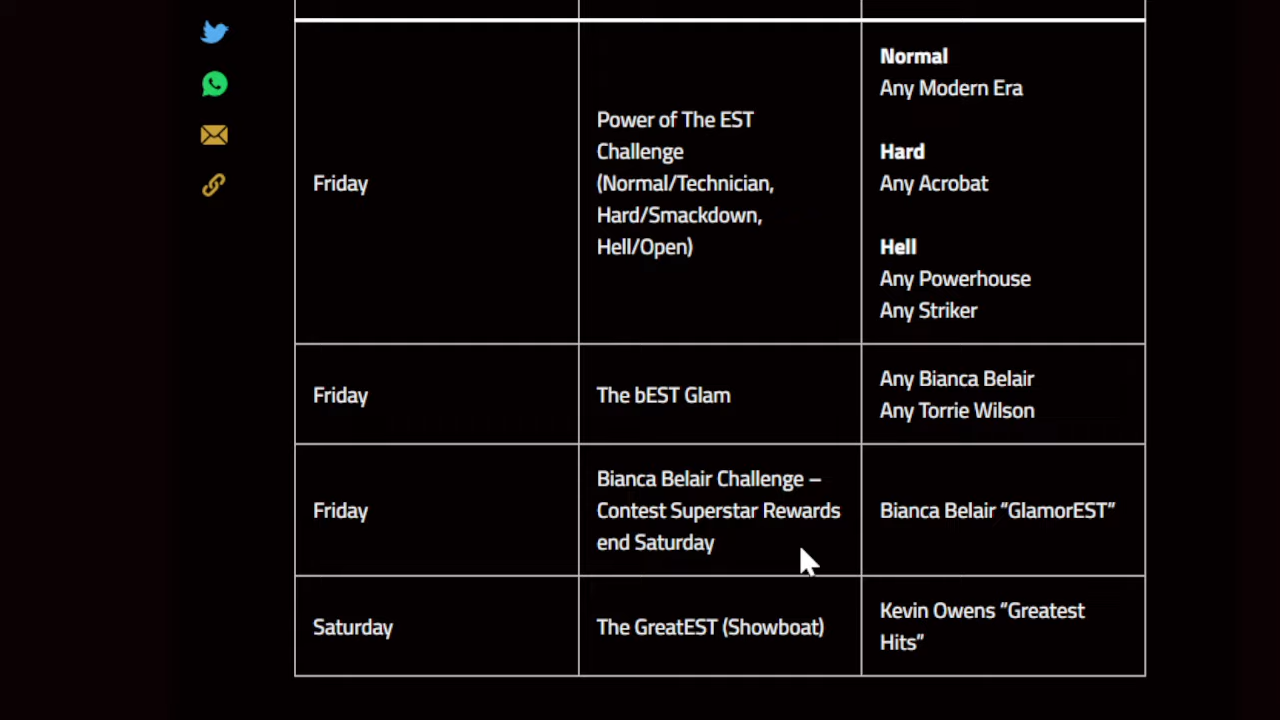 Friday
Power of The EST
Challenge
(Normal/Technician,
Hard/Smackdown,
Hell/Open)
Normal
Any Modern Era
Hard
Any Acrobat
Hell
Any Powerhouse
Any Striker
Friday
The bEST Glam
Any Bianca Belair
Any Torrie Wilson
Friday
Bianca Belair Challenge –
Contest Superstar Rewards
end Saturday
Bianca Belair “GlamorEST”
Saturday
The GreatEST (Showboat)
Kevin Owens “Greatest
Hits”